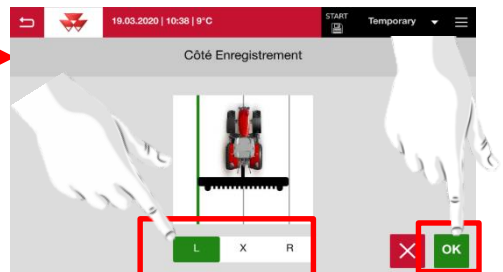 19.03.2020 | 10:38 | 9°C
START
Temporary
Côté Enregistrement
L X R
OK